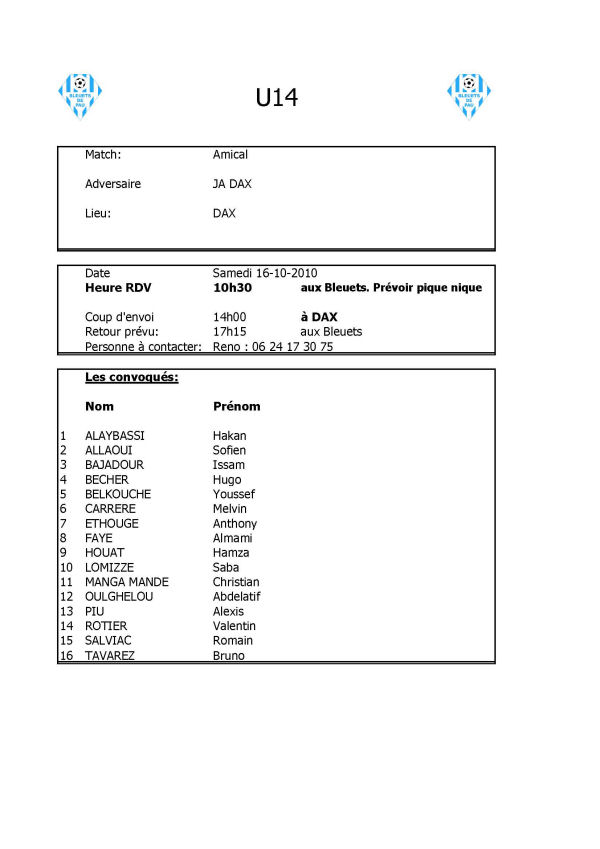 BLEUETS DE PAU
U14
BLEUETS DE PAU
Match: Amical
Adversaire JA DAX
Lieu: DAX
Date Samedi 16-10-2010
Heure RDV 10h30 aux Bleuets. Prévoir pique nique
Coup d'envoi 14h00 à DAX
Retour prévu: 17h15 aux Bleuets
Personne à contacter: Reno : 06 24 17 30 75
Les convoqués:
Nom Prénom
1 ALAYBASSI Hakan
2 ALLAOUI Sofien
3 BAJADOUR Issam
4 BECHER Hugo
5 BELKOUCHE Youssef
6 CARRERE Melvin
7 ETHOUGE Anthony
8 FAYE Almami
9 HOUAT Hamza
10 LOMIZZE Saba
11 MANGA MANDE Christian
12 OULGHELOU Abdelatif
13 PIU Alexis
14 ROTIER Valentin
15 SALVIAC Romain
16 TAVAREZ Bruno